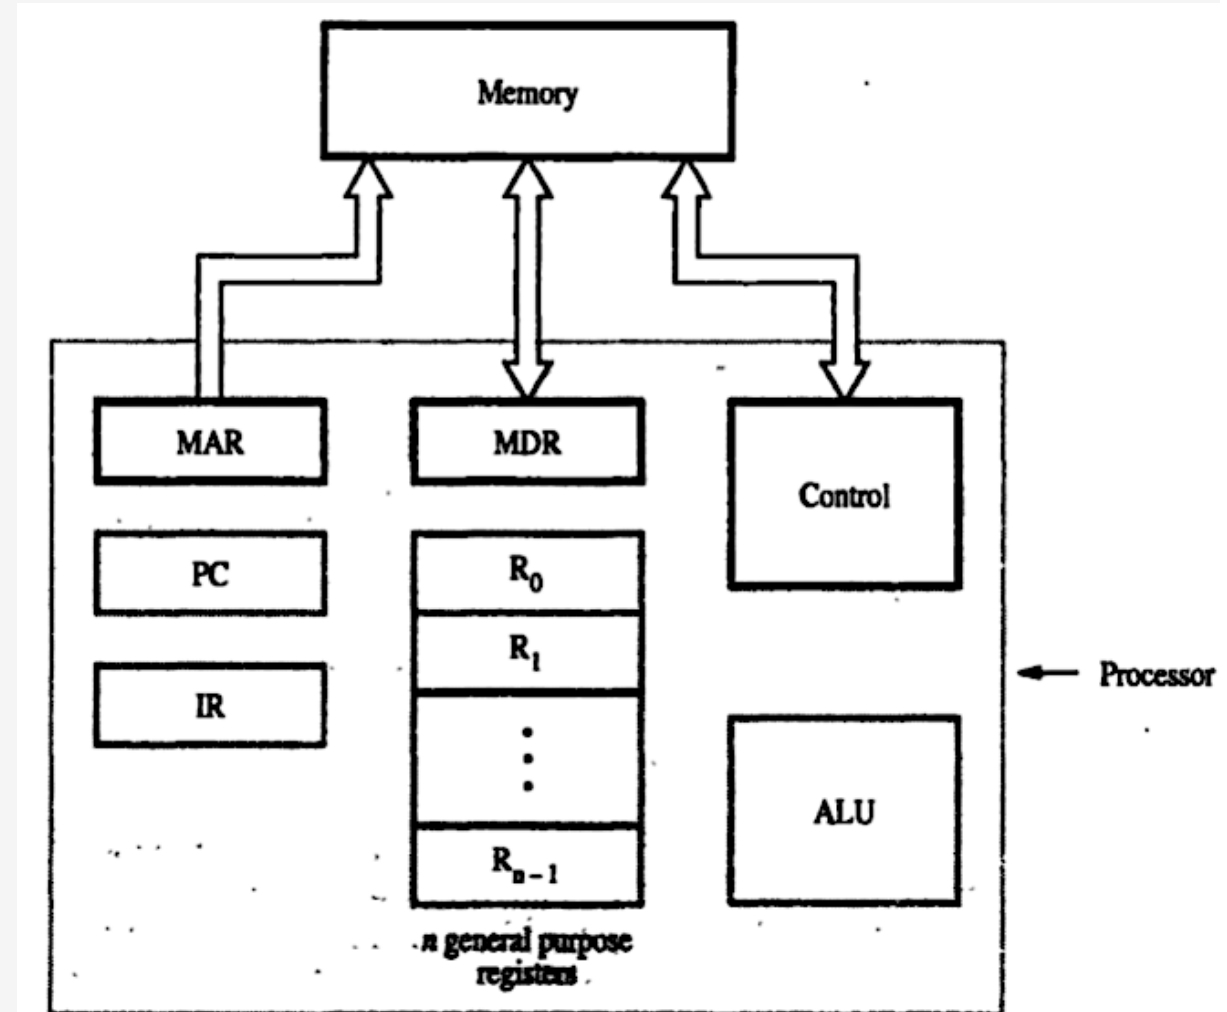 Memory
MAR
MDR
Control
PC
R₀
R₁
IR
Processor
ALU
Rₙ₋₁
n general purpose
registers